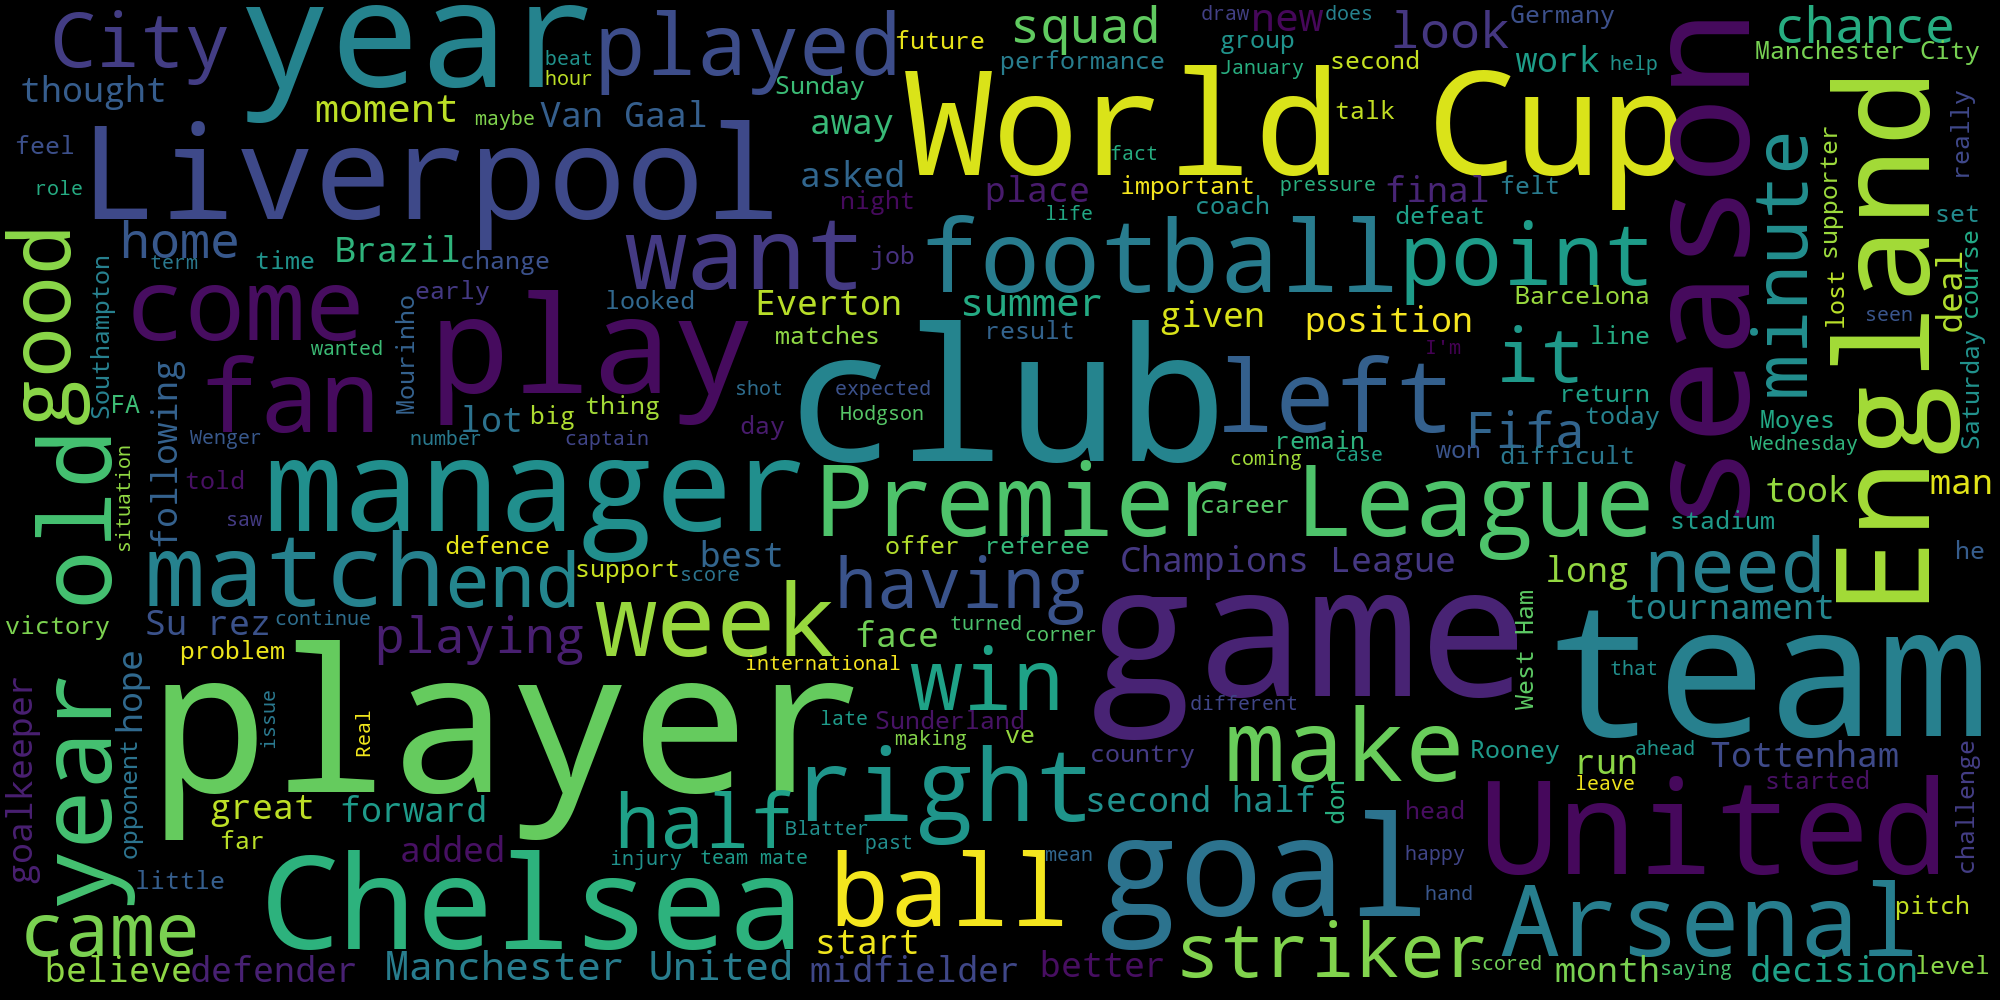 City
year
played
future
squad
draw
new
does
look
Germany
chance
thought
beat
hour
group
January
performance
second
work
help
Manchester City
moment
maybe
Van Gaal
Sunday
away
World Cup
talk
season
England
minute
supporter
really
feel
role
Liverpool
asked
night
fact
place
important
pressure
final
felt
life
coach
defeat
set
good
home
term
time
Brazil
change
want
job
football
point
Southampton
come
early
looked
Everton
summer
Barcelona
lost
deal
course
seen
Saturday
wanted
Mourinho
play
matches
result
given
position
I'm
it
line
FA
fan
shot
expected
club
left
return
following
lot
big
thing
Hodgson
Fifa
today
Moyes
old
Wenger
number
captain
day
remain
won
difficult
Wednesday
situation
told
saw
manager
coming
case
Premier League
career
took
man
stadium
match
end
defence
best
offer
referee
Champions League
long
need
he
support
score
having
victory
Su rez
continue
week
game
West Ham
tournament
team
that
playing
face
turned
corner
problem
international
win
goalkeeper
year
hope
issue
Real
player
late
Sunderland
different
making
ve
country
make
Rooney
run
ahead
Tottenham
opponent
right
leave
started
challenge
great
forward
half
second half
don
head
United
far
Blatter
past
added
injury
team mate
mean
happy
little
Chelsea
ball
goal
hand
Arsenal
pitch
came
start
striker
believe
defender
Manchester United
midfielder
better
scored
month
saying
decision
level